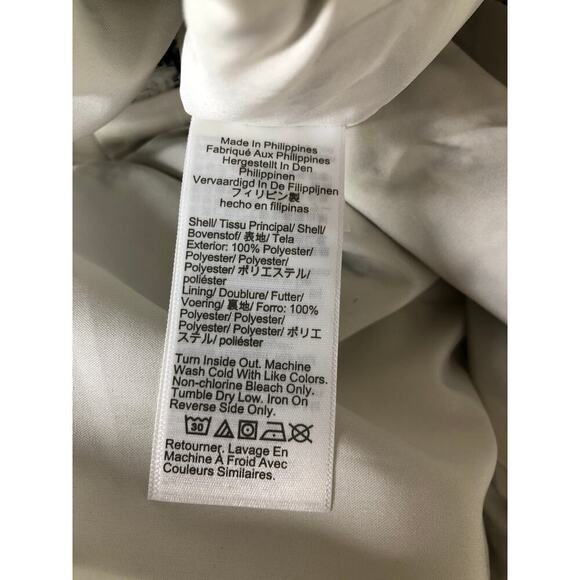 Made In Philippines
Fabriqué Aux Philippines
Hergestellt In Den
Philippinen
Vervaardigd In De Filippijnen
フィリピン製
hecho en filipinas
Shell/ Tissu Principal/ Shell/
Bovenstof/ 表地/ Tela
Exterior: 100% Polyester/
Polyester/ Polyester/
Polyester/ ポリエステル/
poliéster
Lining/ Doublure/ Futter/
Voering/ 裏地/ Forro: 100%
Polyester/ Polyester/
Polyester/ Polyester/ ポリエ
ステル/ poliéster
Turn Inside Out. Machine
Wash Cold With Like Colors.
Non-chlorine Bleach Only.
Tumble Dry Low. Iron On
Reverse Side Only.
30
Retourner. Lavage En
Machine À Froid Avec
Couleurs Similaires.